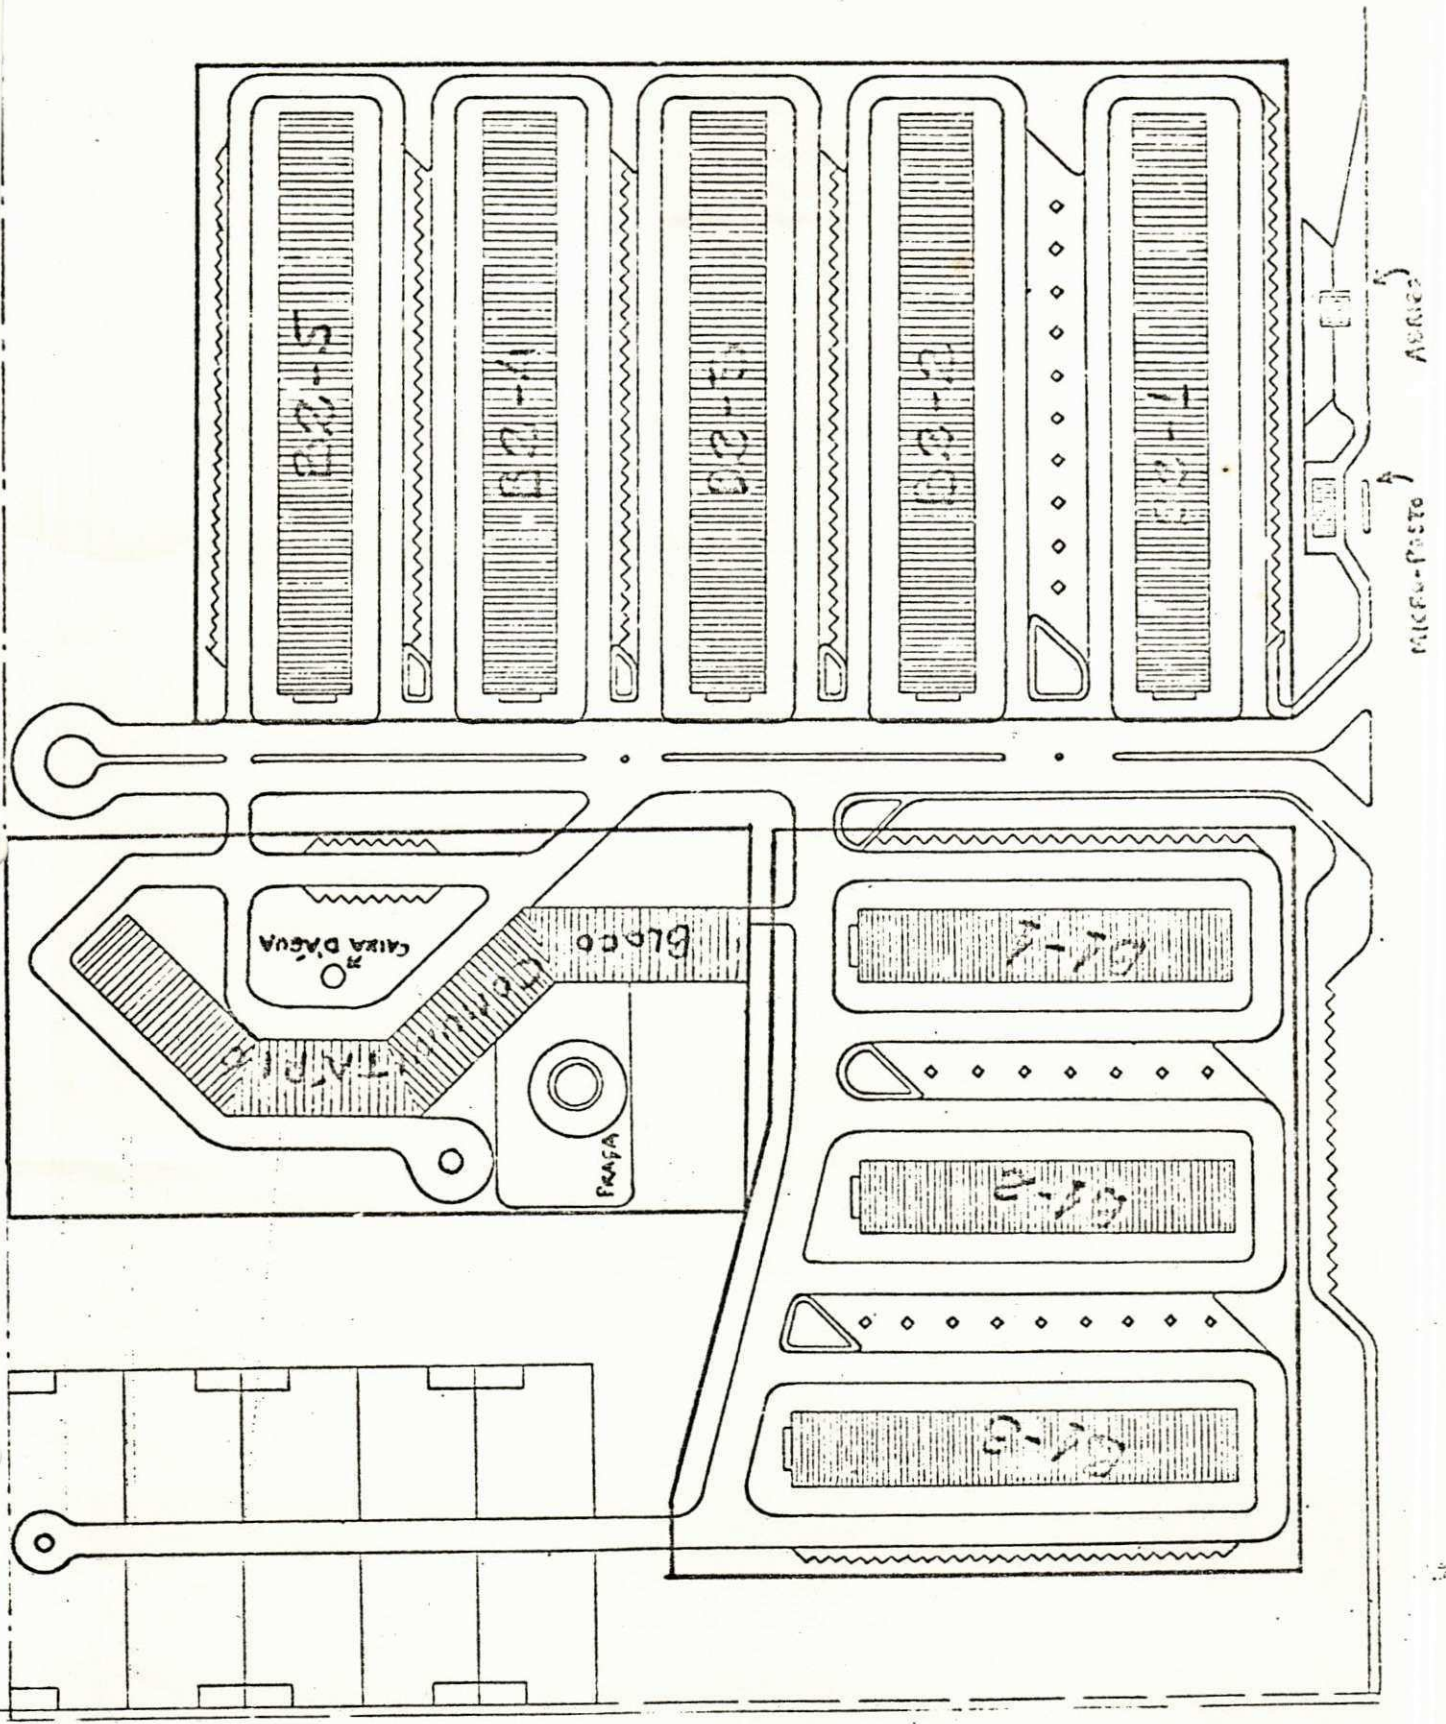 B2-5
B2-4
B2-3
B2-2
B2-1
ABRIGO
MICRO-POSTO
CAIXA D'ÁGUA
BLOCO
COMUNITARIO
PRAÇA
B1-1
B1-2
B1-3